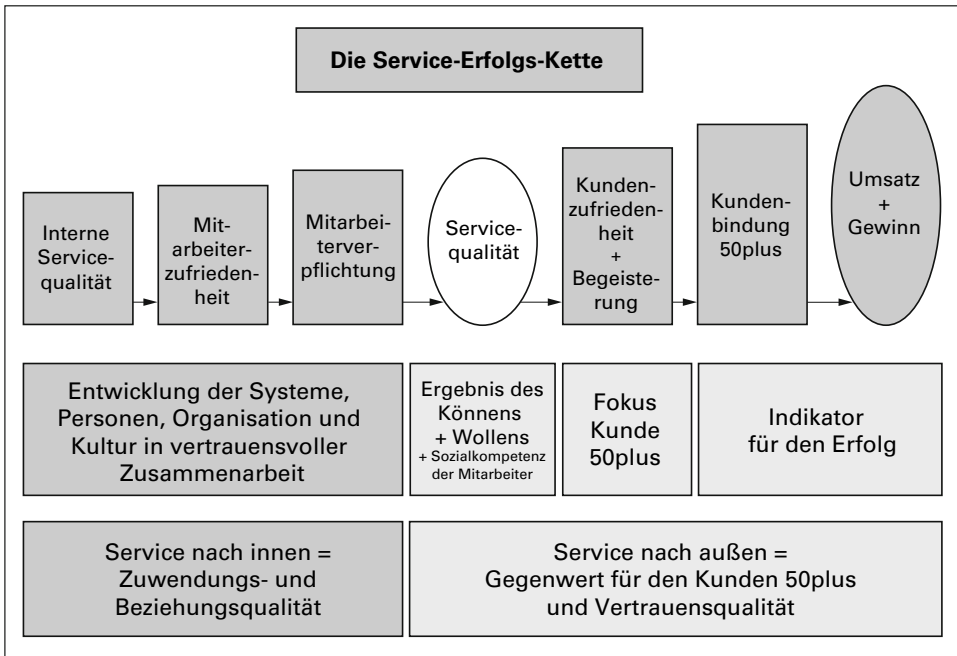 Die Service-Erfolgs-Kette
Interne
Service-
qualität
Mit-
arbeiter-
zufrieden-
heit
Mitarbei-
terver-
pflichtung
Service-
qualität
Kunden-
zufrieden-
heit
+
Begeiste-
rung
Kunden-
bindung
50plus
Umsatz
+
Gewinn
Entwicklung der Systeme,
Personen, Organisation und
Kultur in vertrauensvoller
Zusammenarbeit
Ergebnis des
Könnens
+ Wollens
+ Sozialkompetenz
der Mitarbeiter
Fokus
Kunde
50plus
Indikator
für den Erfolg
Service nach innen =
Zuwendungs- und
Beziehungsqualität
Service nach außen =
Gegenwert für den Kunden 50plus
und Vertrauensqualität